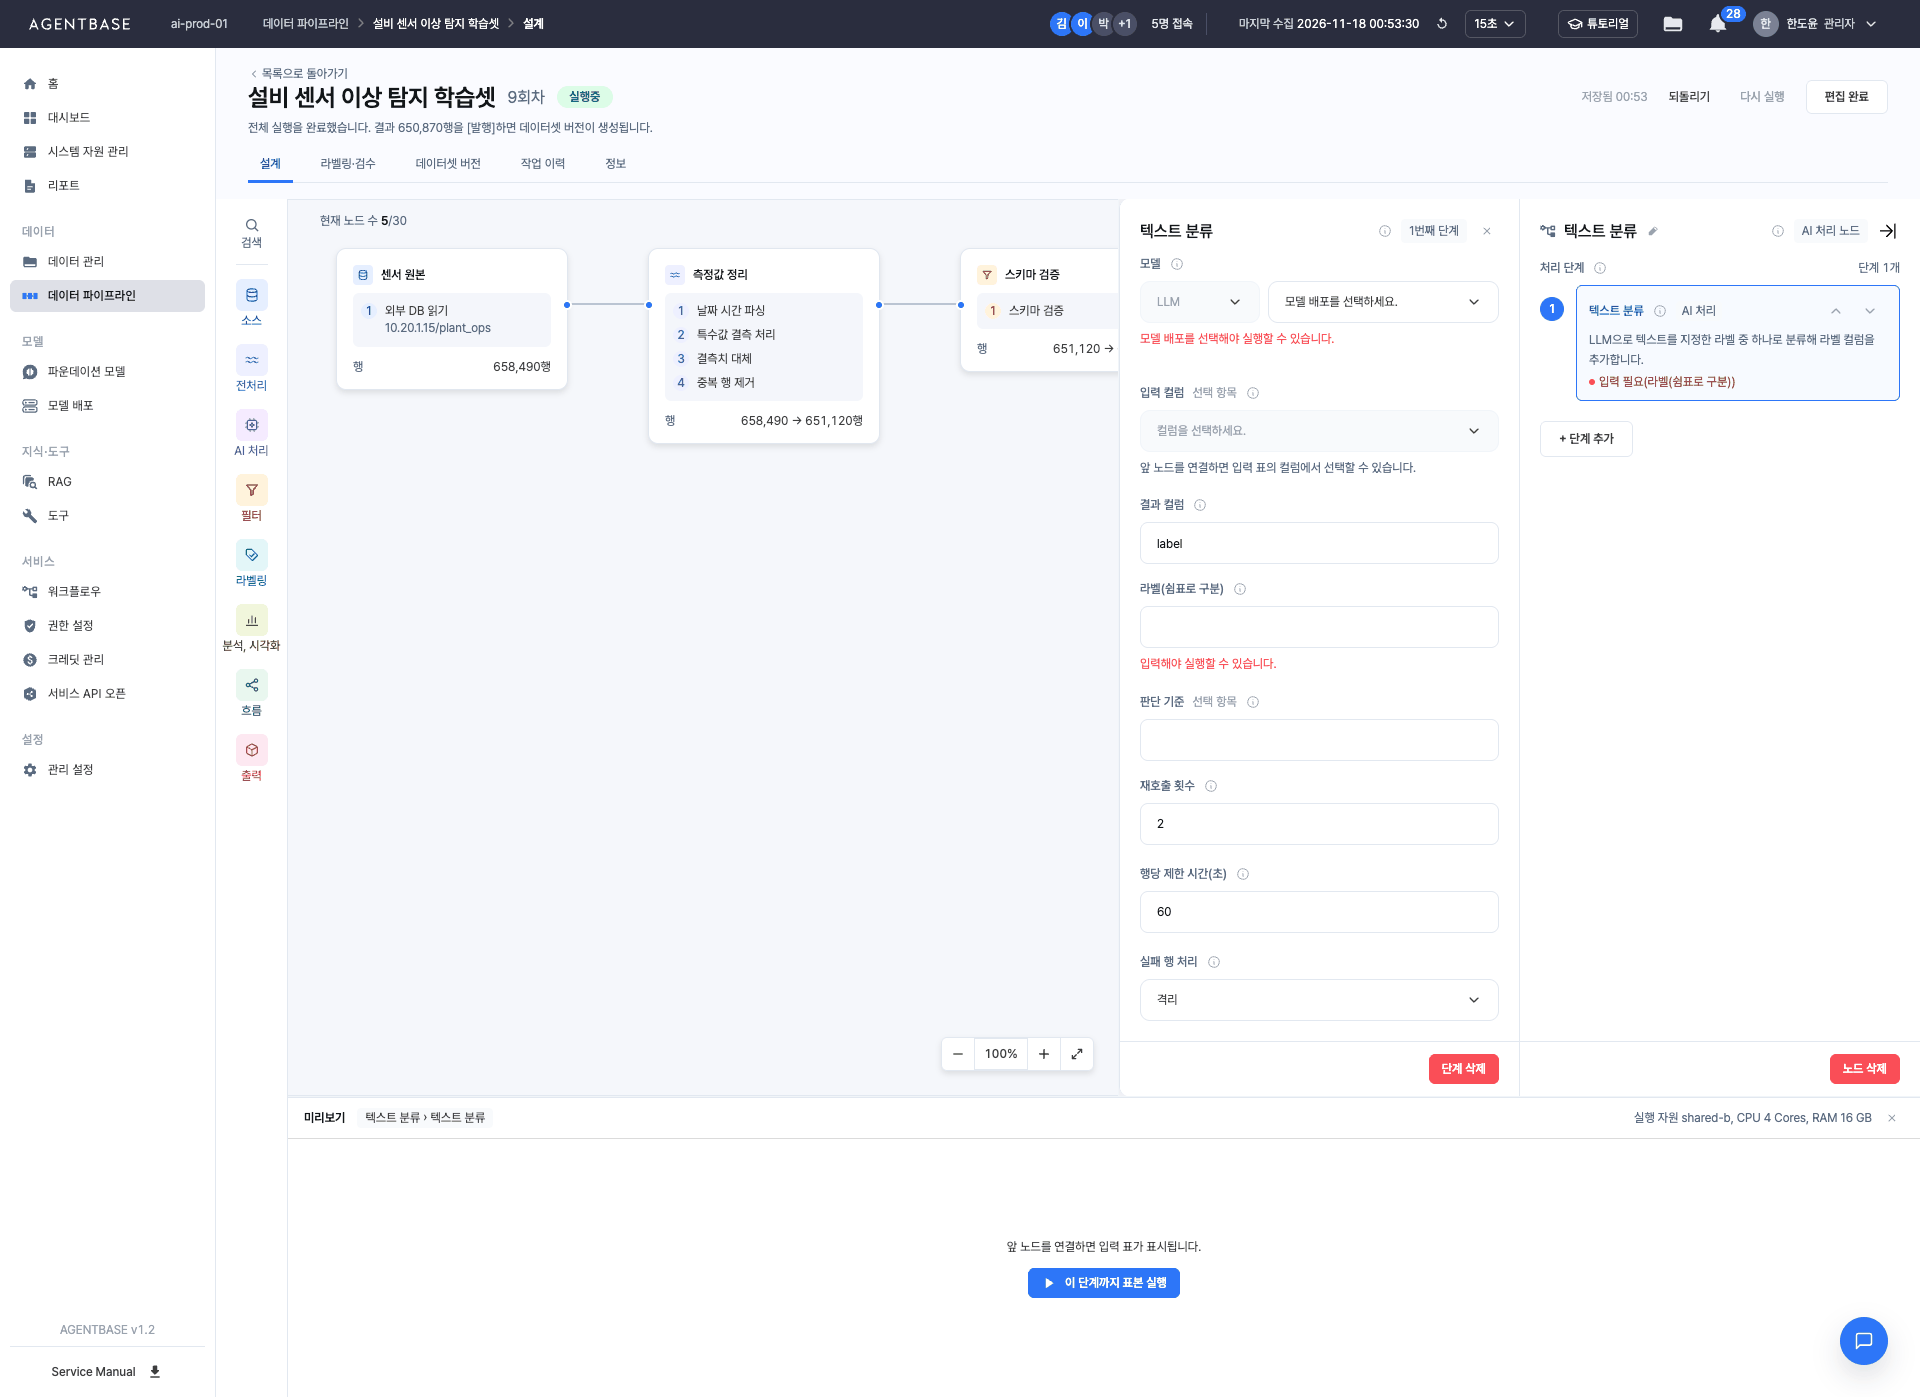 AGENTBASE
ai-prod-01
데이터 파이프라인 > 설비 센서 이상 탐지 학습셋 > 설계
김 이 박 +1 5명 접속
마지막 수집 2026-11-18 00:53:30
15초
튜토리얼
28
한 한도윤 관리자
홈
대시보드
시스템 자원 관리
리포트
데이터
데이터 관리
데이터 파이프라인
모델
파운데이션 모델
모델 배포
지식·도구
RAG
도구
서비스
워크플로우
권한 설정
크레딧 관리
서비스 API 오픈
설정
관리 설정
AGENTBASE v1.2
Service Manual
목록으로 돌아가기
설비 센서 이상 탐지 학습셋 9회차 실행중
전체 실행을 완료했습니다. 결과 650,870행을 [발행]하면 데이터셋 버전이 생성됩니다.
저장됨 00:53 되돌리기 다시 실행 편집 완료
설계 라벨링·검수 데이터셋 버전 작업 이력 정보
검색
소스
전처리
AI 처리
필터
라벨링
분석, 시각화
흐름
출력
현재 노드 수 5/30
센서 원본
1 외부 DB 읽기
10.20.1.15/plant_ops
행 658,490행
측정값 정리
1 날짜 시간 파싱
2 특수값 결측 처리
3 결측치 대체
4 중복 행 제거
행 658,490 → 651,120행
스키마 검증
1 스키마 검증
행 651,120 →
100%
텍스트 분류 1번째 단계
모델
LLM
모델 배포를 선택하세요.
모델 배포를 선택해야 실행할 수 있습니다.
입력 컬럼 선택 항목
컬럼을 선택하세요.
앞 노드를 연결하면 입력 표의 컬럼에서 선택할 수 있습니다.
결과 컬럼
label
라벨(쉼표로 구분)
입력해야 실행할 수 있습니다.
판단 기준 선택 항목
재호출 횟수
2
행당 제한 시간(초)
60
실패 행 처리
격리
단계 삭제
텍스트 분류 AI 처리 노드
처리 단계 단계 1개
1 텍스트 분류 AI 처리
LLM으로 텍스트를 지정한 라벨 중 하나로 분류해 라벨 컬럼을
추가합니다.
입력 필요(라벨(쉼표로 구분))
+ 단계 추가
노드 삭제
미리보기 텍스트 분류 › 텍스트 분류
실행 자원 shared-b, CPU 4 Cores, RAM 16 GB
앞 노드를 연결하면 입력 표가 표시됩니다.
이 단계까지 표본 실행